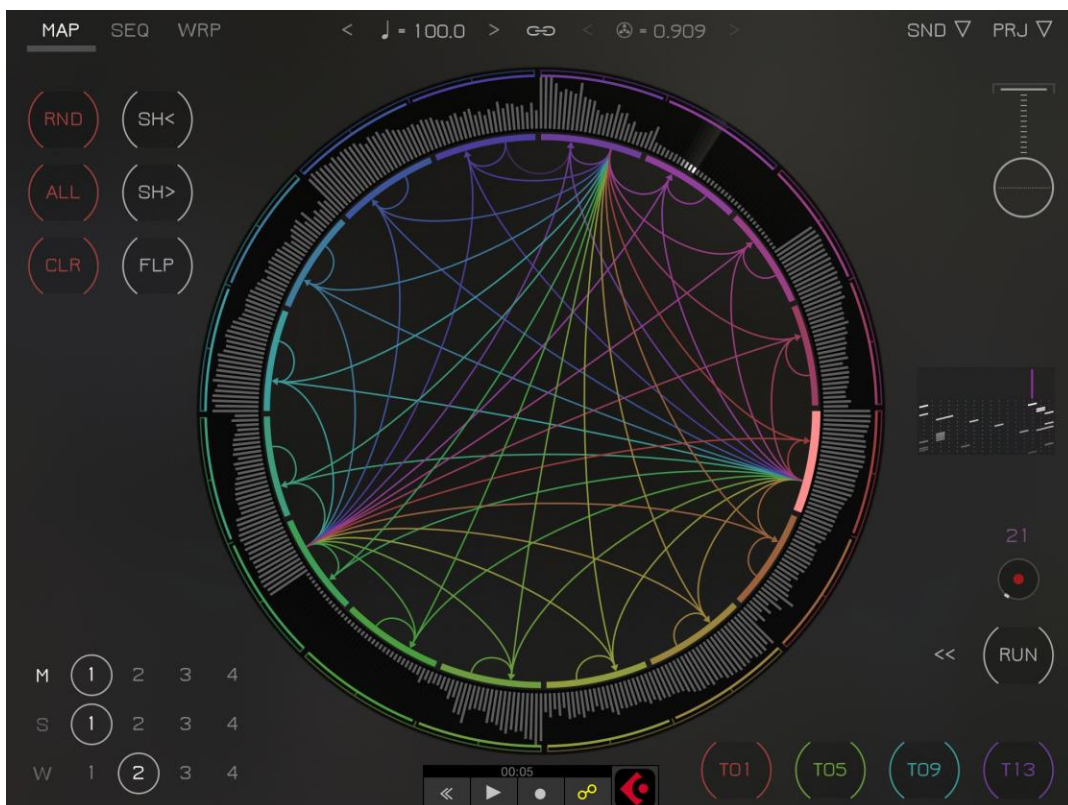 MAP SEQ WRP < ♩ = 100.0 > < = 0.909 > SND ▽ PRJ ▽
RND SH<
ALL SH>
CLR FLP
21
<< RUN
M 1 2 3 4
S 1 2 3 4
W 1 2 3 4
T01 T05 T09 T13
00:05